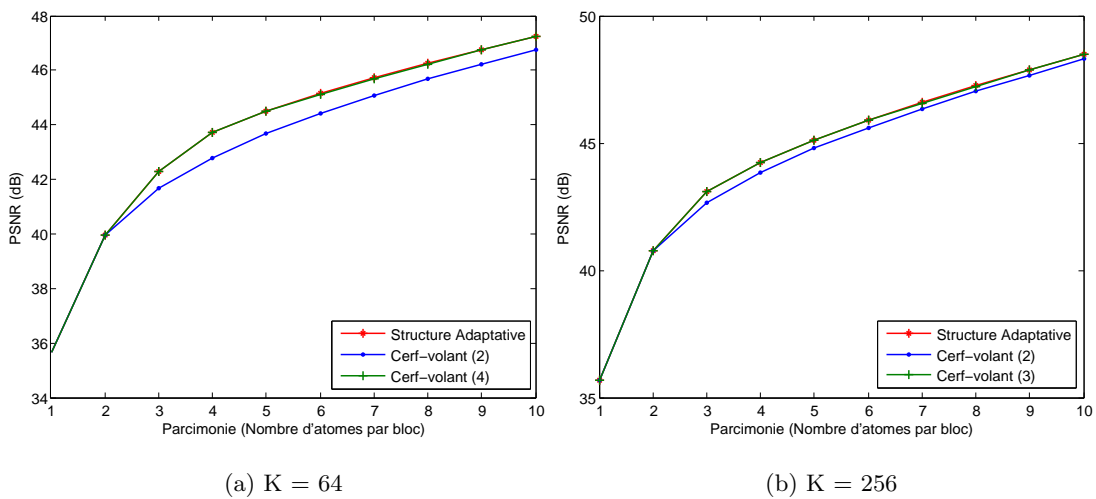 48
46
44
42
40
38
36
34
PSNR (dB)
1 2 3 4 5 6 7 8 9 10
Parcimonie (Nombre d'atomes par bloc)
Structure Adaptative
Cerf−volant (2)
Cerf−volant (4)
(a) K = 64
50
45
40
35
PSNR (dB)
1 2 3 4 5 6 7 8 9 10
Parcimonie (Nombre d'atomes par bloc)
Structure Adaptative
Cerf−volant (2)
Cerf−volant (3)
(b) K = 256